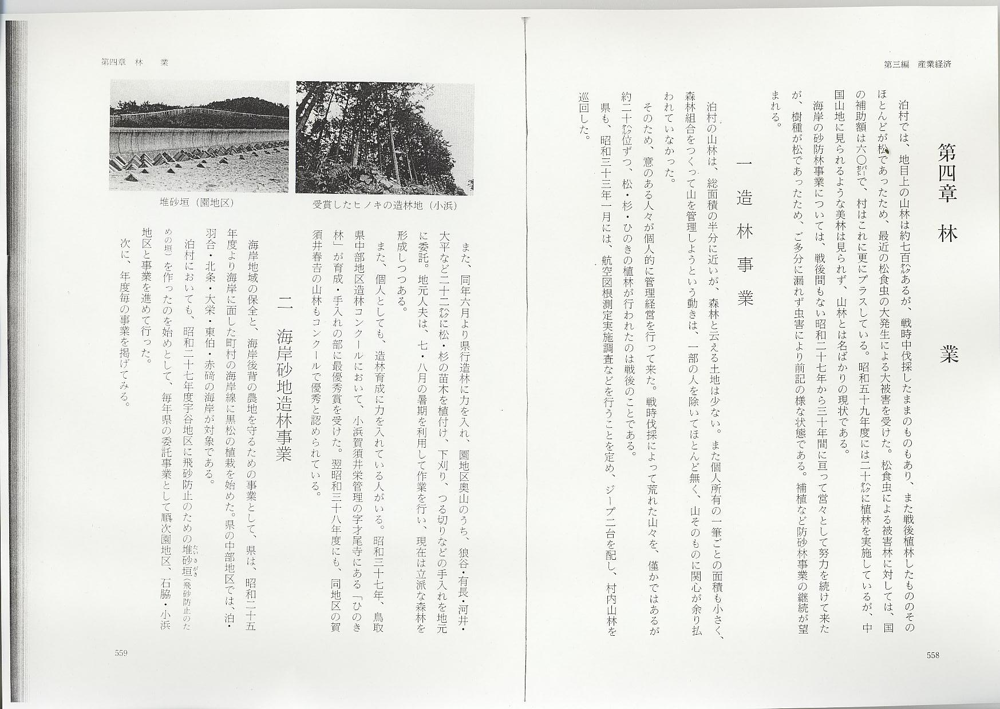 第三編　産業経済
第四章　林　　業
　泊村では、地目上の山林は約七百㌶あるが、戦時中伐採したままのものもあり、また戦後植林したもののその
ほとんどが松であったため、最近の松食虫の大発生による大被害を受けた。松食虫による被害林に対しては、国
の補助額は六〇㌫で、村はこれに更にプラスしている。昭和五十九年度には二十㌶に植林を実施しているが、中
国山地に見られるような美林は見られず、山林とは名ばかりの現状である。
　海岸の砂防林事業については、戦後間もない昭和二十七年から三十年間に亘って営々として努力を続けて来た
が、樹種が松であったため、ご多分に漏れず虫害により前記の様な状態である。補植など防砂林事業の継続が望
まれる。
一　造　林　事　業
　泊村の山林は、総面積の半分に近いが、森林と云える土地は少ない。また個人所有の一筆ごとの面積も小さく、
森林組合をつくって山を管理しようという動きは、一部の人を除いてほとんど無く、山そのものに関心が余り払
われていなかった。
　そのため、意のある人々が個人的に管理経営を行って来た。戦時伐採によって荒れた山々を、僅かではあるが
約二十㌶位ずつ、松・杉・ひのきの植林が行われたのは戦後のことである。
　県も、昭和三十三年一月には、航空図根測定実施調査などを行うことを定め、ジープ二台を配し、村内山林を
巡回した。
558
第四章　林　　業
受賞したヒノキの造林地（小浜）
堆砂垣（園地区）
　また、同年六月より県行造林に力を入れ、園地区奥山のうち、狼谷・有長・河井・
大平など二十二㌶に松・杉の苗木を植付け、下刈り、つる切りなどの手入れを地元
に委託。地元人夫は、七・八月の暑期を利用して作業を行い、現在は立派な森林を
形成しつつある。
　また、個人としても、造林育成に力を入れている人がいる。昭和三十七年、鳥取
県中部地区造林コンクールにおいて、小浜賀須井栄管理の字才尾寺にある「ひのき
林」が育成・手入れの部に最優秀賞を受けた。翌昭和三十八年度にも、同地区の賀
須井春吉の山林もコンクールで優秀と認められている。
二　海岸砂地造林事業
　海岸地域の保全と、海岸後背の農地を守るための事業として、県は、昭和二十五
年度より海岸に面した町村の海岸線に黒松の植栽を始めた。県の中部地区では、泊・
羽合・北条・大栄・東伯・赤碕の海岸が対象である。
　泊村においても、昭和二十七年度宇谷地区に飛砂防止のための堆砂垣（飛砂防止のた
たいさがき
めの垣）を作ったのを始めとして、毎年県の委託事業として順次園地区、石脇・小浜
地区と事業を進めて行った。
　次に、年度毎の事業を掲げてみる。
559